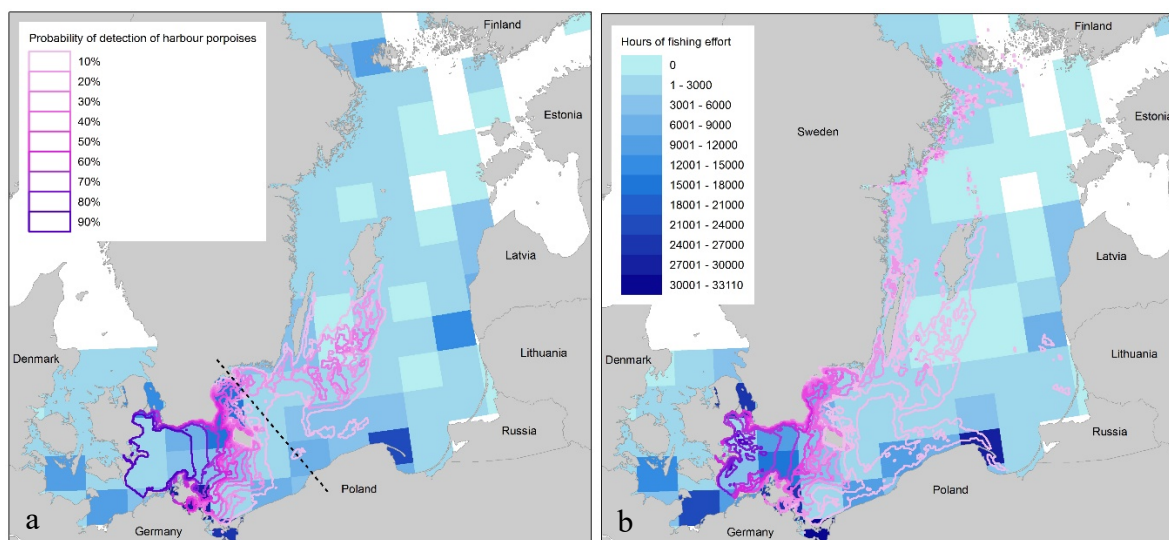 Finland
Probability of detection of harbour porpoises
10%
20%
30%
40%
50%
60%
70%
80%
90%
Estonia
Latvia
Denmark
Lithuania
Russia
Poland
Germany
a
Finland
Hours of fishing effort
0
1 - 3000
3001 - 6000
6001 - 9000
9001 - 12000
12001 - 15000
15001 - 18000
18001 - 21000
21001 - 24000
24001 - 27000
27001 - 30000
30001 - 33110
Sweden
Estonia
Latvia
Denmark
Lithuania
Russia
Poland
Germany
b